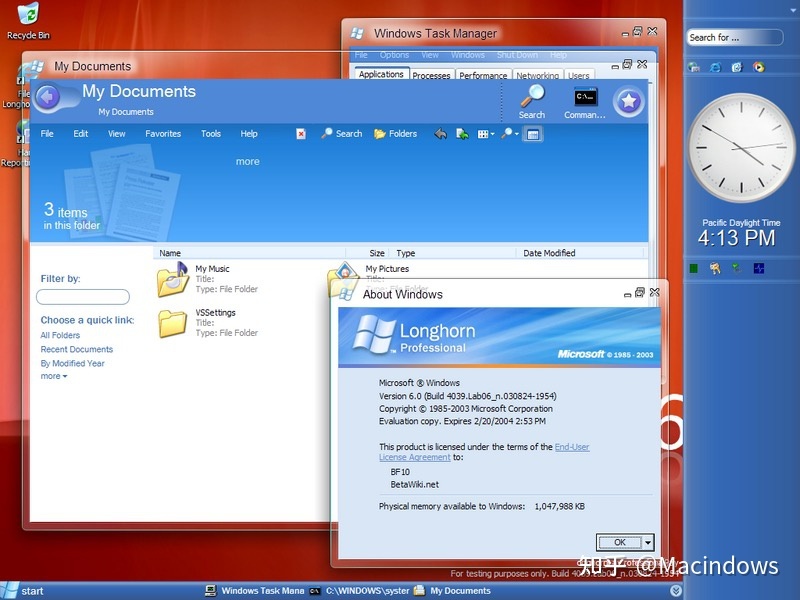 Recycle Bin
Windows Task Manager
File Options View Windows Shut Down Help
Applications Processes Performance Networking Users
My Documents
My Documents
My Documents
Search
Comman...
File Edit View Favorites Tools Help
Search Folders
more
3 items
in this folder
Name Size Type Date Modified
Filter by:
Choose a quick link:
All Folders
Recent Documents
By Modified Year
more
My Music
Title:
Type: File Folder
VSSettings
Title:
Type: File Folder
My Pictures
Title:
Type: File Folder
About Windows
Longhorn
Professional
Microsoft © 1985 - 2003
Microsoft ® Windows
Version 6.0 (Build 4039.Lab06_n.030824-1954)
Copyright © 1985-2003 Microsoft Corporation
Evaluation copy. Expires 2/20/2004 2:53 PM
This product is licensed under the terms of the End-User
License Agreement to:
BF10
BetaWiki.net
Physical memory available to Windows: 1,047,988 KB
OK
Search for ...
Pacific Daylight Time
4:13 PM
6
知乎 @Macindows
For testing purposes only. Build 4039.Lab06_n.030824-1954
start
Windows Task Mana
C:\WINDOWS\syster
My Documents